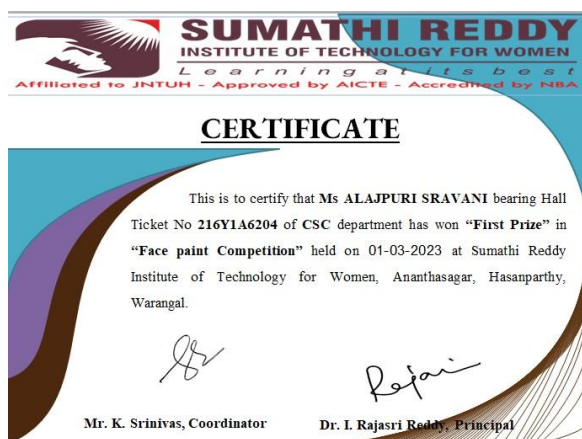 SUMATHI REDDY
INSTITUTE OF TECHNOLOGY FOR WOMEN
Learning at its best
Affiliated to JNTUH - Approved by AICTE - Accredited by NBA
CERTIFICATE
This is to certify that Ms ALAJPURI SRAVANI bearing Hall
Ticket No 216Y1A6204 of CSC department has won “First Prize” in
“Face paint Competition” held on 01-03-2023 at Sumathi Reddy
Institute of Technology for Women, Ananthasagar, Hasanparthy,
Warangal.
Rejani
Mr. K. Srinivas, Coordinator
Dr. I. Rajasri Reddy, Principal